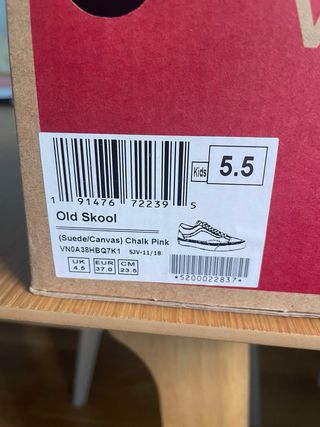 Kids 5.5
1 91476 72239 5
Old Skool
(Suede/Canvas) Chalk Pink
VN0A38HBQ7K1 SJV-11/18
UK EUR CM
4.5 37.0 23.5
*5200022837*